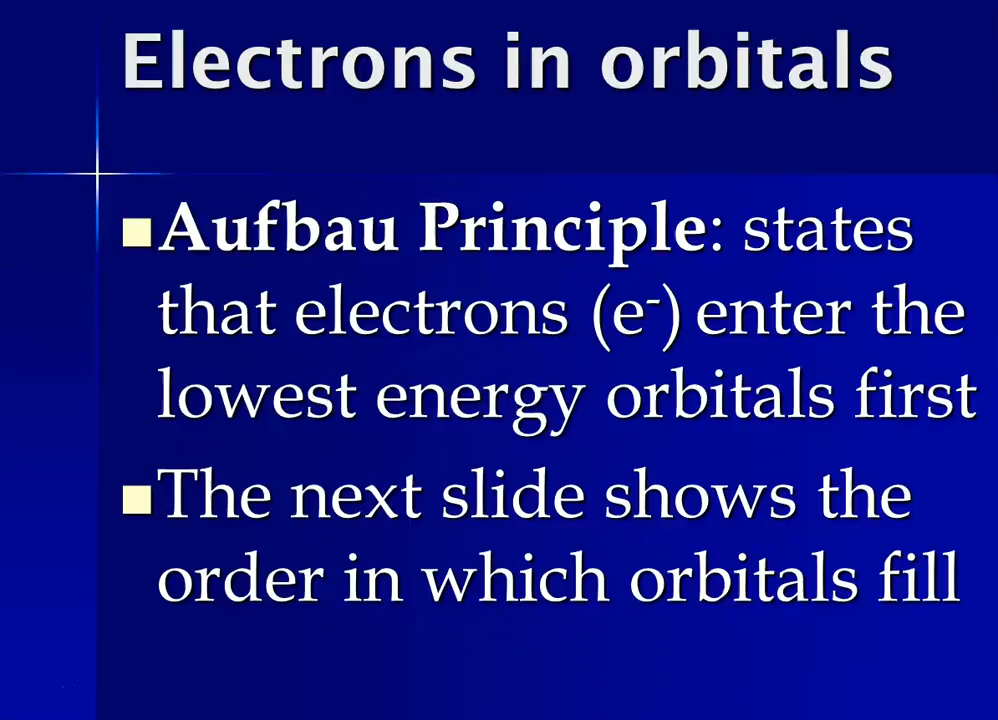 Electrons in orbitals
Aufbau Principle: states
that electrons (e-) enter the
lowest energy orbitals first
The next slide shows the
order in which orbitals fill